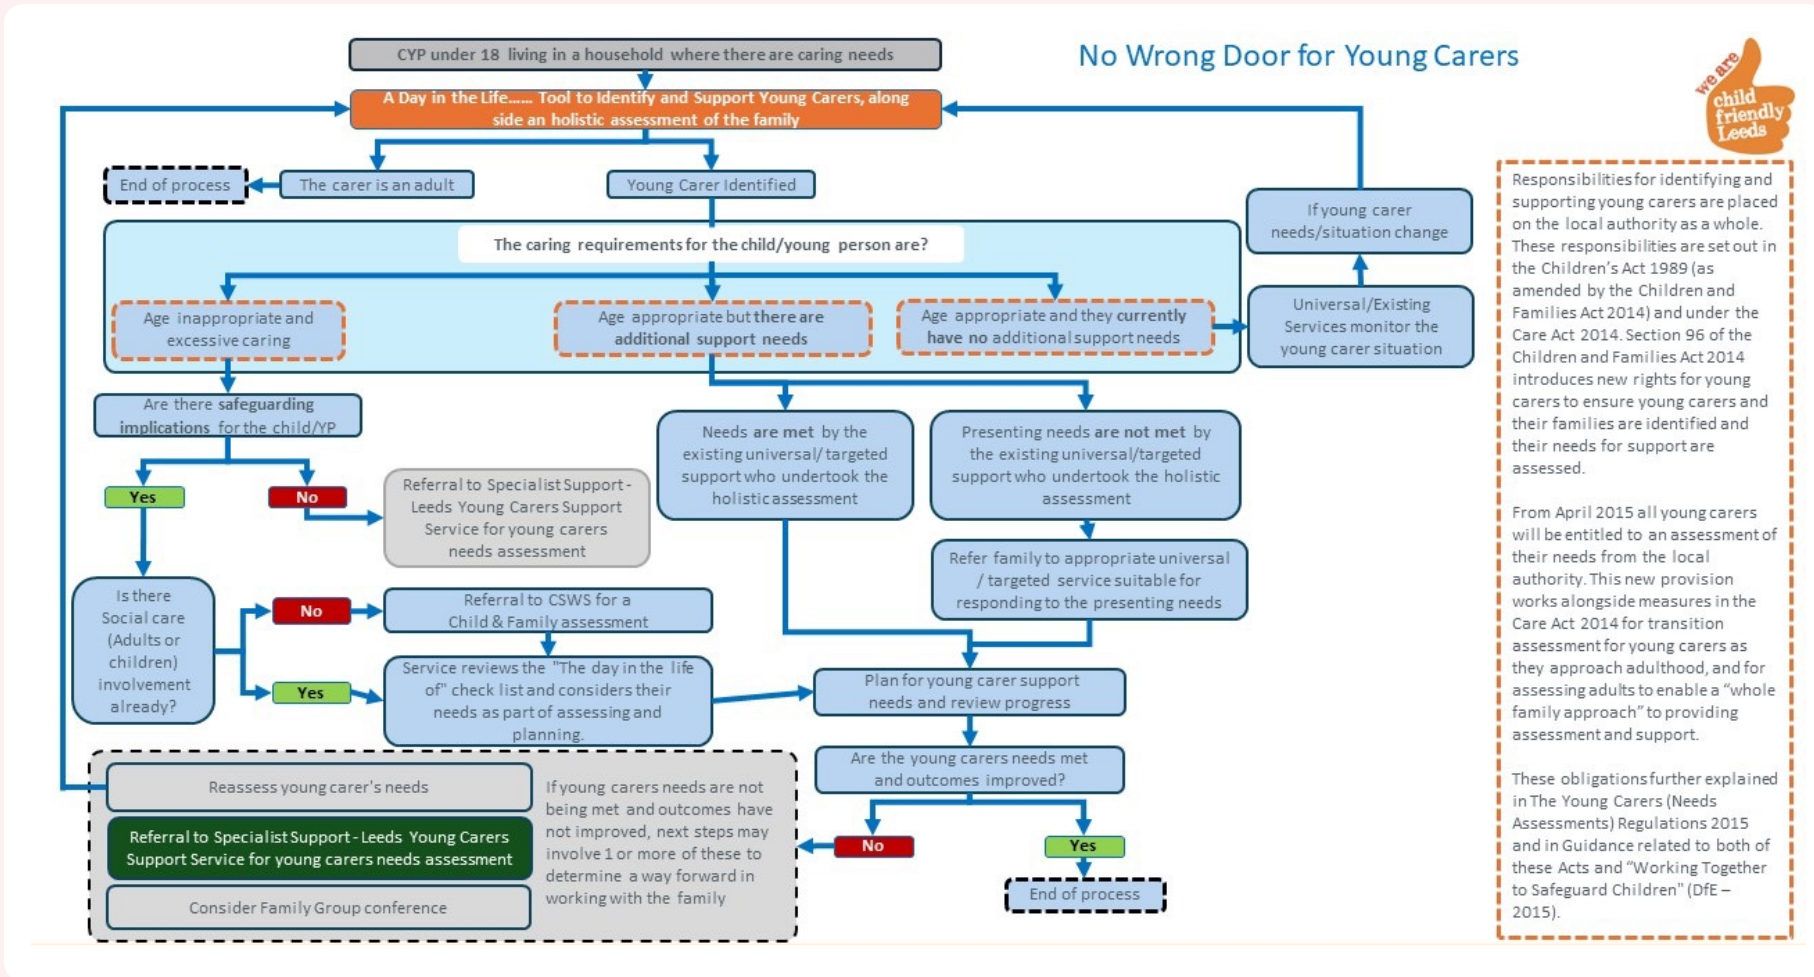 No Wrong Door for Young Carers
we are
child
friendly
Leeds
CYP under 18 living in a household where there are caring needs
A Day in the Life...... Tool to Identify and Support Young Carers, along
side an holistic assessment of the family
End of process
The carer is an adult
Young Carer Identified
The caring requirements for the child/young person are?
Age inappropriate and
excessive caring
Age appropriate but there are
additional support needs
Age appropriate and they currently
have no additional support needs
If young carer
needs/situation change
Universal/Existing
Services monitor the
young carer situation
Are there safeguarding
implications for the child/YP
Yes
No
Referral to Specialist Support -
Leeds Young Carers Support
Service for young carers
needs assessment
Needs are met by the
existing universal/ targeted
support who undertook the
holistic assessment
Presenting needs are not met by
the existing universal/targeted
support who undertook the holistic
assessment
Refer family to appropriate universal
/ targeted service suitable for
responding to the presenting needs
Is there
Social care
(Adults or
children)
involvement
already?
No
Referral to CSWS for a
Child & Family assessment
Yes
Service reviews the "The day in the life
of" check list and considers their
needs as part of assessing and
planning.
Plan for young carer support
needs and review progress
Are the young carers needs met
and outcomes improved?
No
Yes
End of process
Reassess young carer's needs
Referral to Specialist Support - Leeds Young Carers
Support Service for young carers needs assessment
Consider Family Group conference
If young carers needs are not
being met and outcomes have
not improved, next steps may
involve 1 or more of these to
determine a way forward in
working with the family
Responsibilities for identifying and
supporting young carers are placed
on the local authority as a whole.
These responsibilities are set out in
the Children's Act 1989 (as
amended by the Children and
Families Act 2014) and under the
Care Act 2014. Section 96 of the
Children and Families Act 2014
introduces new rights for young
carers to ensure young carers and
their families are identified and
their needs for support are
assessed.
From April 2015 all young carers
will be entitled to an assessment of
their needs from the local
authority. This new provision
works alongside measures in the
Care Act 2014 for transition
assessment for young carers as
they approach adulthood, and for
assessing adults to enable a “whole
family approach” to providing
assessment and support.
These obligations further explained
in The Young Carers (Needs
Assessments) Regulations 2015
and in Guidance related to both of
these Acts and “Working Together
to Safeguard Children" (DfE –
2015).